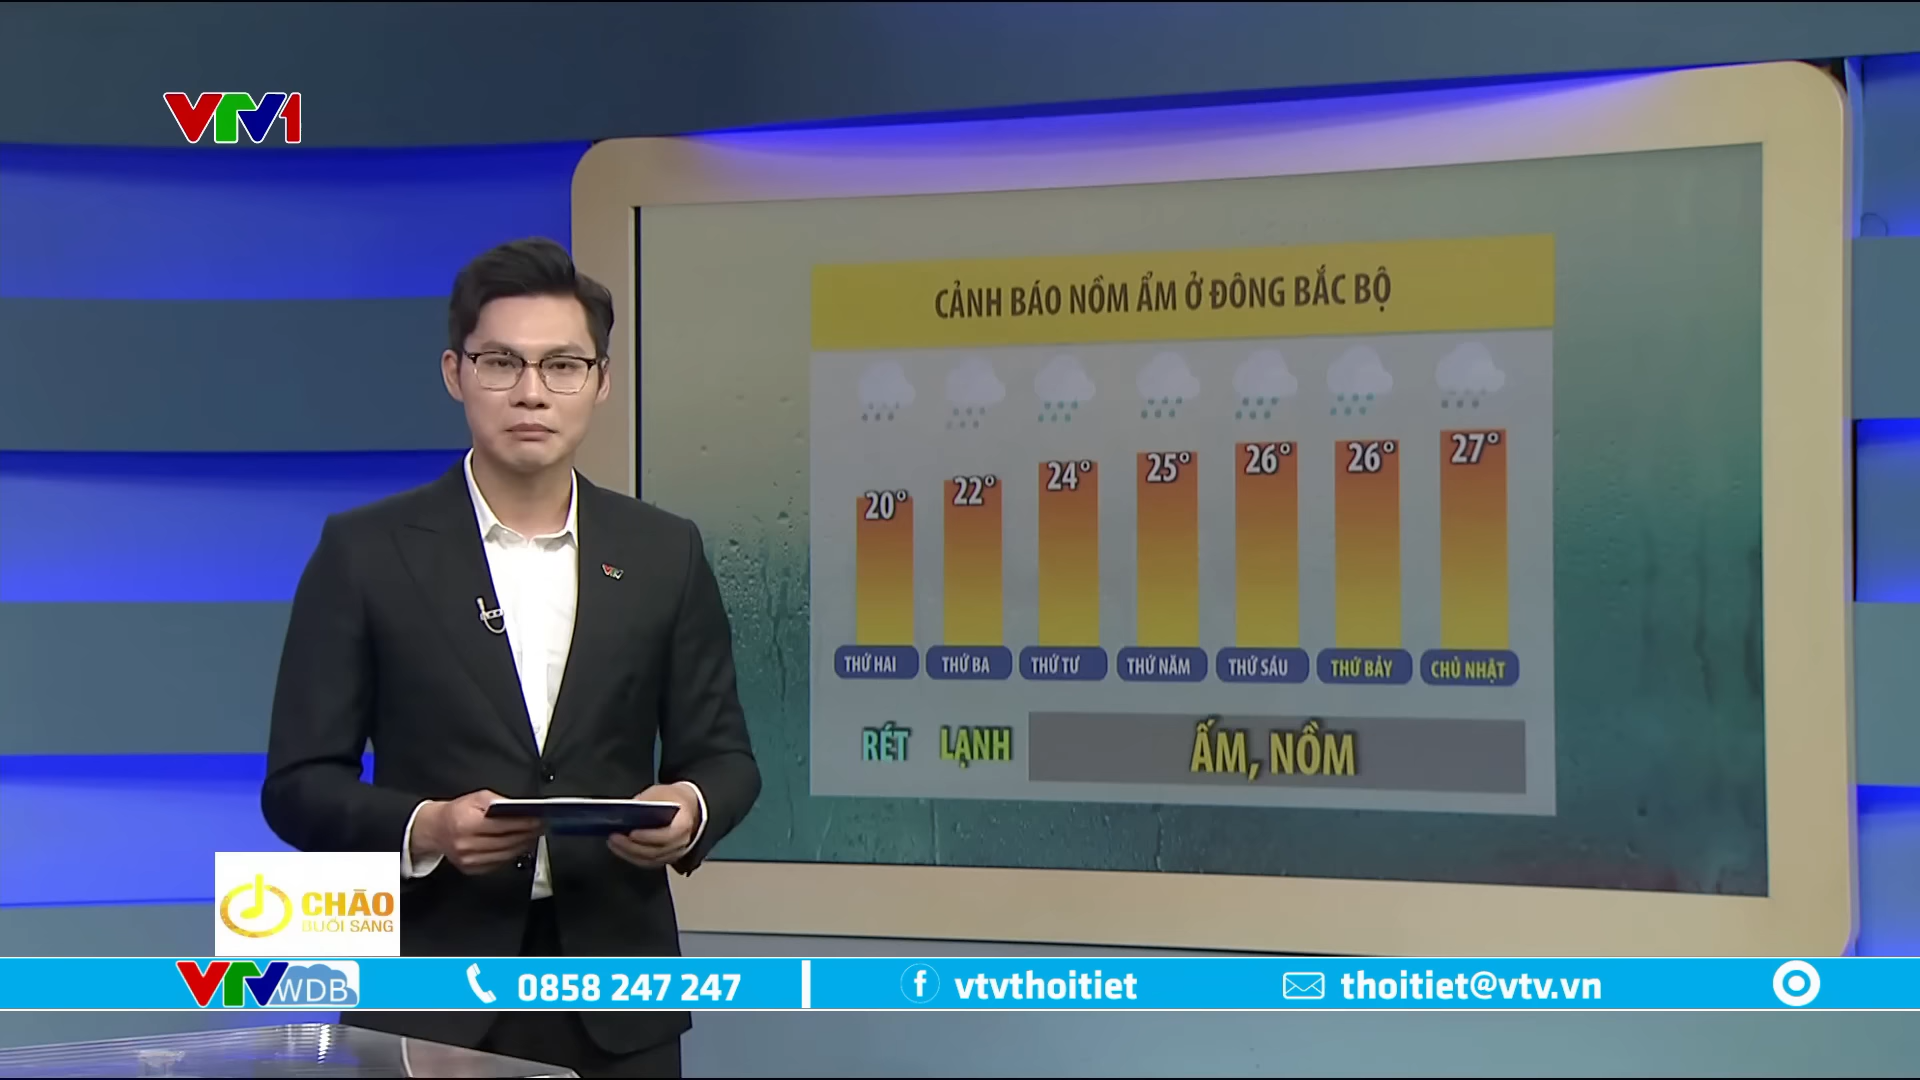 VTV1
CẢNH BÁO NỒM ẨM Ở ĐÔNG BẮC BỘ
20° 22° 24° 25° 26° 26° 27°
THỨ HAI THỨ BA THỨ TƯ THỨ NĂM THỨ SÁU THỨ BẢY CHỦ NHẬT
RÉT LẠNH ẤM, NỒM
VTV
CHÀO
BUỔI SÁNG
VTV WDB 0858 247 247 vtvthoitiet thoitiet@vtv.vn